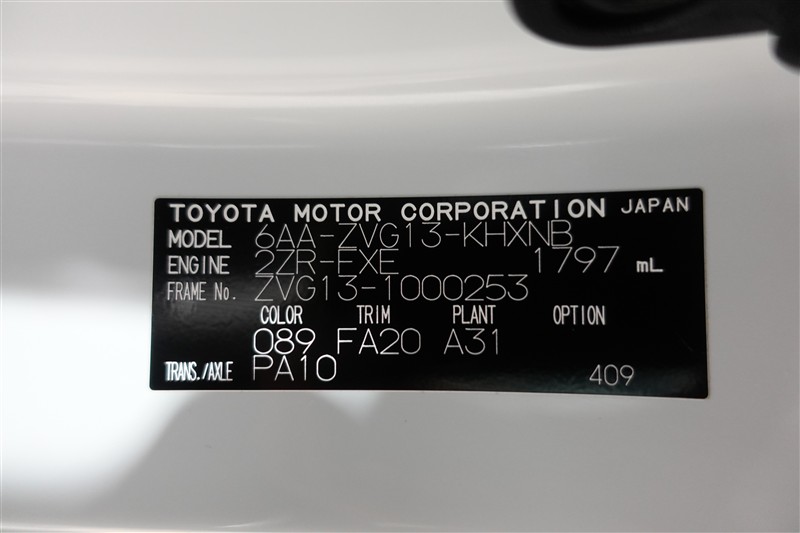 TOYOTA MOTOR CORPORATION JAPAN
MODEL 6AA-ZVG13-KHXNB
ENGINE 2ZR-FXE 1797 mL
FRAME No. ZVG13-1000253
COLOR TRIM PLANT OPTION
089 FA20 A31
TRANS./AXLE PA10 409